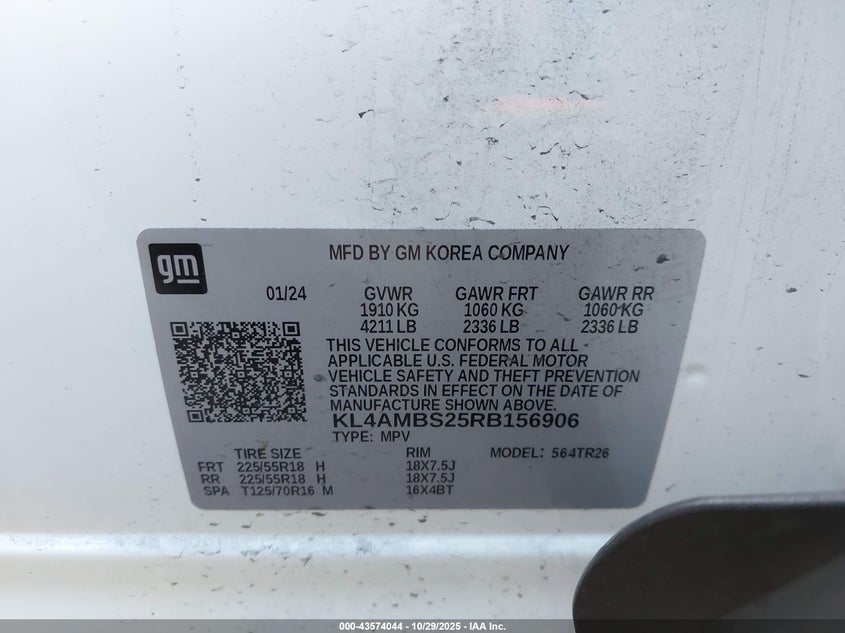 gm
MFD BY GM KOREA COMPANY
01/24 GVWR GAWR FRT GAWR RR
1910 KG 1060 KG 1060 KG
4211 LB 2336 LB 2336 LB
THIS VEHICLE CONFORMS TO ALL
APPLICABLE U.S. FEDERAL MOTOR
VEHICLE SAFETY AND THEFT PREVENTION
STANDARDS IN EFFECT ON THE DATE OF
MANUFACTURE SHOWN ABOVE.
KL4AMBS25RB156906
TYPE: MPV
TIRE SIZE RIM MODEL: 564TR26
FRT 225/55R18 H 18X7.5J
RR 225/55R18 H 18X7.5J
SPA T125/70R16 M 16X4BT
000-43574044 - 10/29/2025 - IAA Inc.